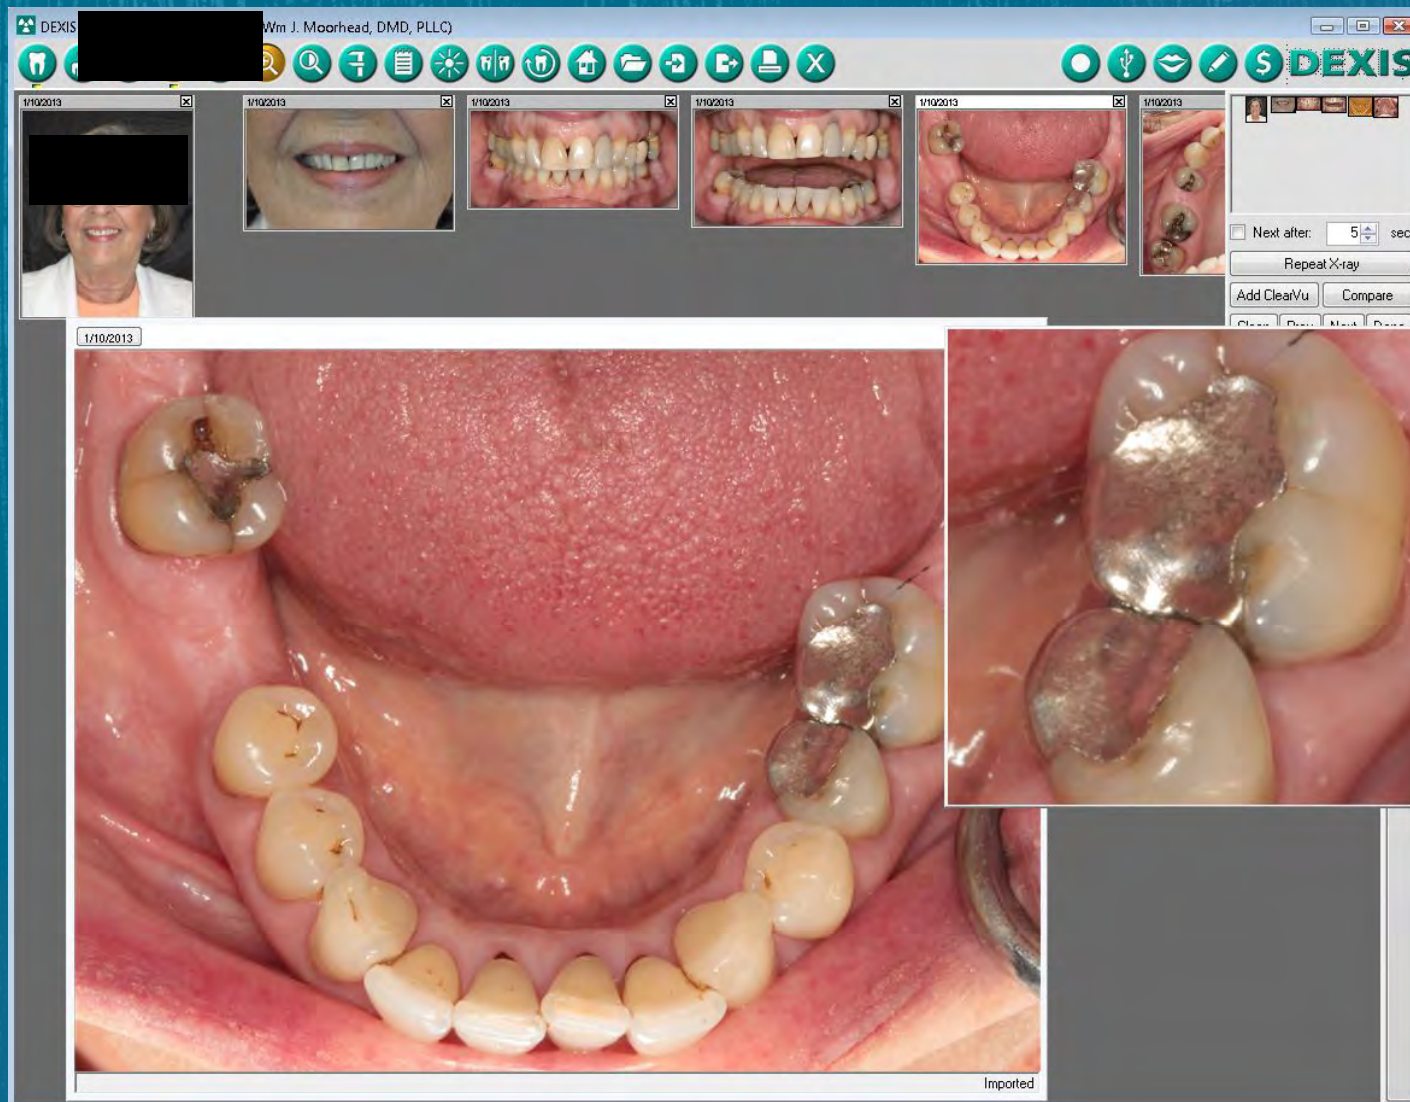 DEXIS Wm J. Moorhead, DMD, PLLC)
$ DEXIS
1/10/2013
1/10/2013
1/10/2013
1/10/2013
1/10/2013
1/10/2013
Next after: 5 sec
Repeat X-ray
Add ClearVu Compare
1/10/2013
Imported